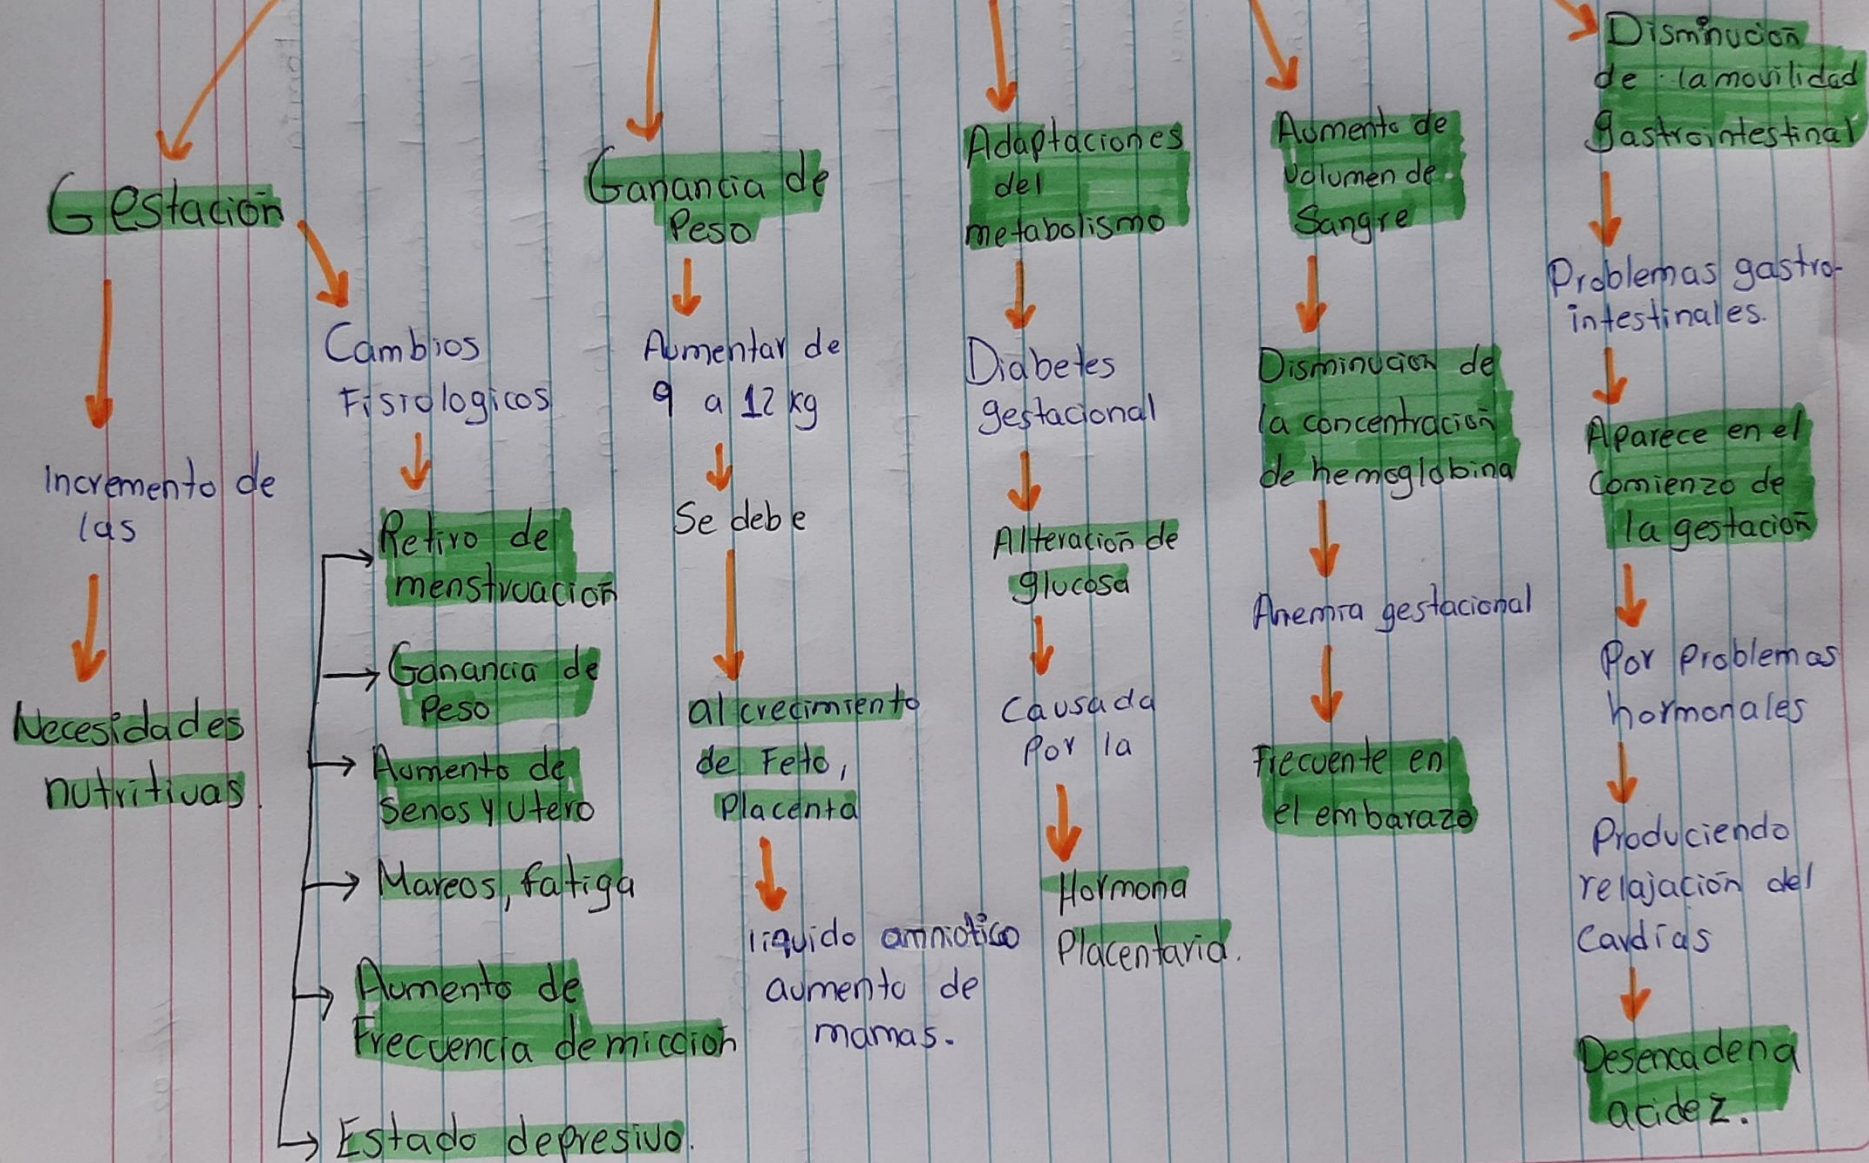 Gestación
Incremento de
las
Necesidades
nutritivas.
Cambios
Fisiologicos
Retiro de
menstruación
Ganancia de
Peso
Aumento de
Senos y Utero
Mareos, fatiga
Aumento de
Frecuencia de micción
Estado depresivo.
Ganancia de
Peso
Aumentar de
9 a 12 kg
Se debe
al crecimiento
de Feto,
Placenta
liquido amniotico
aumento de
mamas.
Adaptaciones
del
metabolismo
Diabetes
gestacional
Alteración de
glucosa
Causada
Por la
Hormona
Placentaria.
Aumento de
Volumen de
Sangre
Disminución de
la concentración
de hemoglobina
Anemia gestacional
Frecuente en
el embarazo
Disminución
de la movilidad
gastrointestinal
Problemas gastro-
intestinales.
Aparece en el
Comienzo de
la gestación
Por Problemas
hormonales
Produciendo
relajación del
Cardías
Desencadena
acidez.